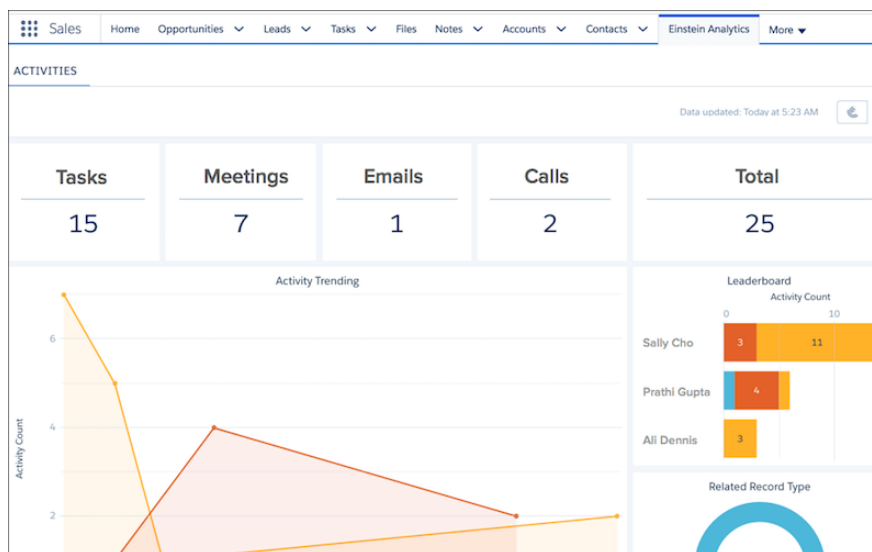 Sales Home Opportunities Leads Tasks Files Notes Accounts Contacts Einstein Analytics More
ACTIVITIES
Data updated: Today at 5:23 AM
Tasks Meetings Emails Calls Total
15 7 1 2 25
Activity Trending
6
4
2
Activity Count
Leaderboard
Activity Count
0 10
Sally Cho 3 11
Prathi Gupta 4
Ali Dennis 3
Related Record Type